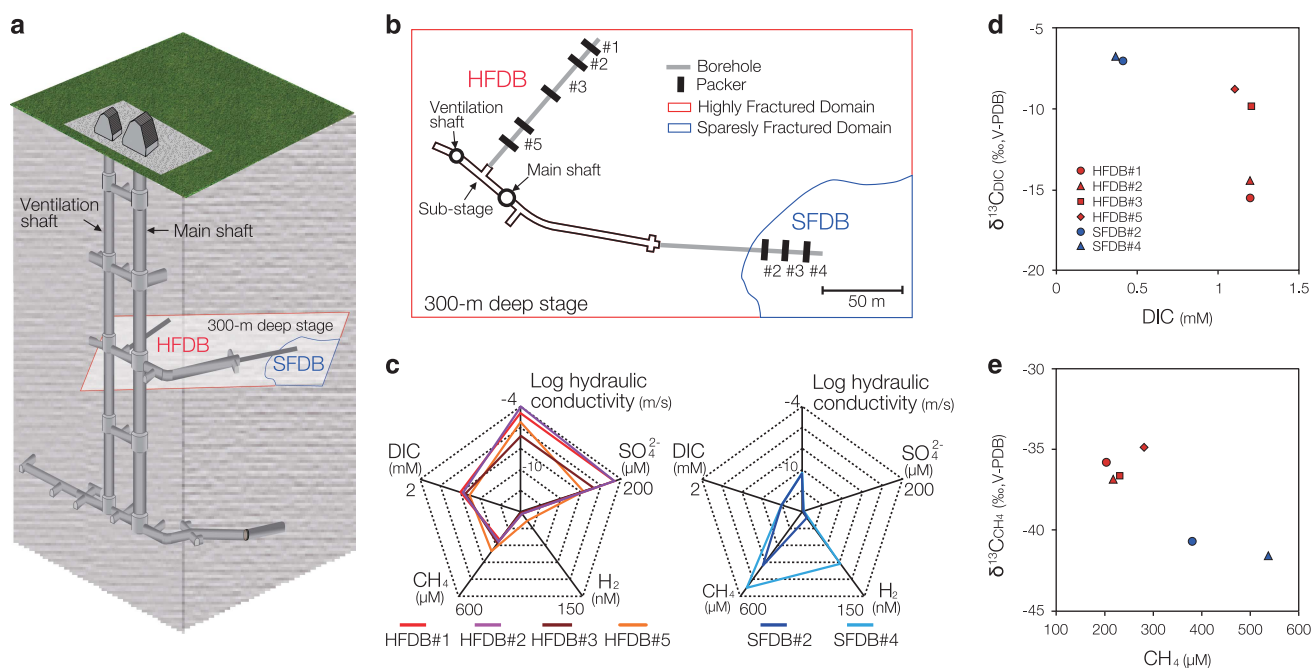 a
Ventilation
shaft
Main shaft
300-m deep stage
HFDB
SFDB
b
HFDB
#1
#2
#3
#5
Ventilation
shaft
Main shaft
Sub-stage
Borehole
Packer
Highly Fractured Domain
Sparesly Fractured Domain
SFDB
#2 #3 #4
50 m
300-m deep stage
c
Log hydraulic
conductivity (m/s)
-4
-10
DIC
(mM)
2
SO₄²⁻
(µM)
200
CH₄
(µM)
600
H₂
(nM)
150
HFDB#1 HFDB#2 HFDB#3 HFDB#5
Log hydraulic
conductivity (m/s)
-4
-10
DIC
(mM)
2
SO₄²⁻
(µM)
200
CH₄
(µM)
600
H₂
(nM)
150
SFDB#2 SFDB#4
d
δ¹³C_DIC (‰,V-PDB)
-5
-10
-15
-20
HFDB#1
HFDB#2
HFDB#3
HFDB#5
SFDB#2
SFDB#4
0 0.5 1 1.5
DIC (mM)
e
δ¹³C_CH4 (‰,V-PDB)
-30
-35
-40
-45
100 200 300 400 500 600
CH₄ (µM)